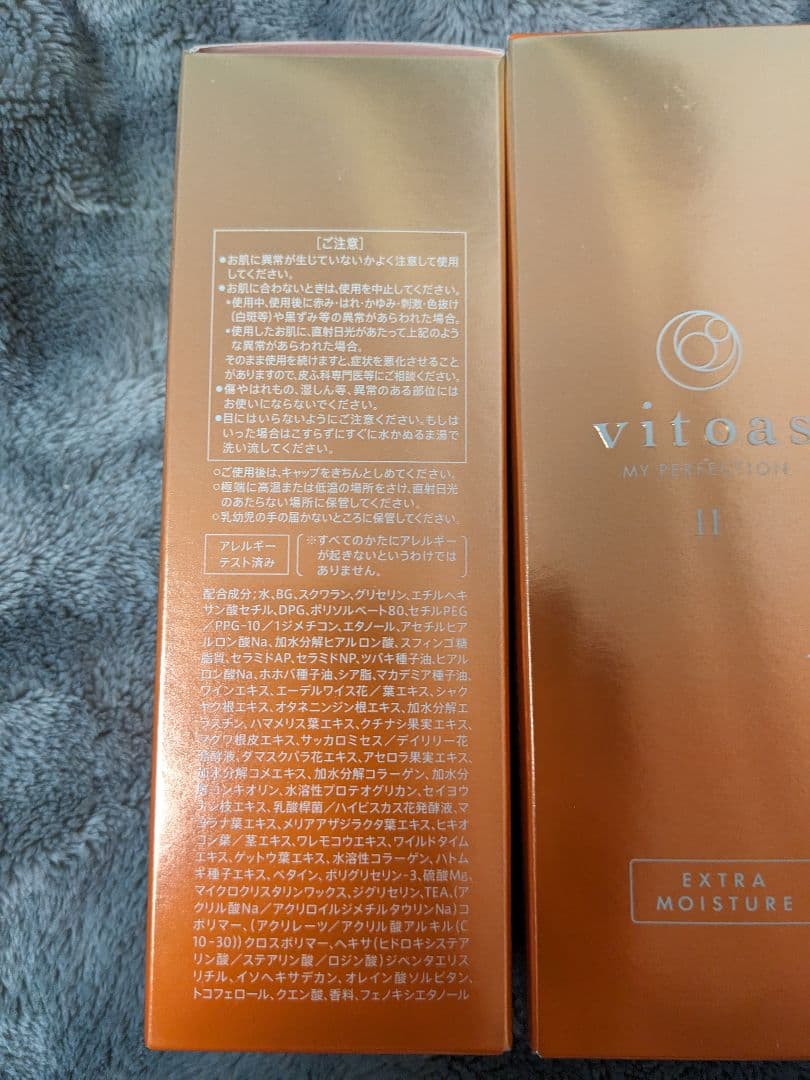 [ご注意]
●お肌に異常が生じていないかよく注意して使用
してください。
●お肌に合わないときは、使用を中止してください。
•使用中、使用後に赤み・はれ・かゆみ・刺激・色抜け
(白斑等)や黒ずみ等の異常があらわれた場合。
•使用したお肌に、直射日光があたって上記のよう
な異常があらわれた場合。
そのまま使用を続けますと、症状を悪化させること
がありますので、皮ふ科専門医等にご相談ください。
●傷やはれもの、湿しん等、異常のある部位には
お使いにならないでください。
●目にはいらないようにご注意ください。もしは
いった場合はこすらずにすぐに水かぬるま湯で
洗い流してください。
○ご使用後は、キャップをきちんとしめてください。
○極端に高温または低温の場所をさけ、直射日光
のあたらない場所に保管してください。
○乳幼児の手の届かないところに保管してください。
アレルギー
テスト済み
※すべてのかたにアレルギー
が起きないというわけでは
ありません。
配合成分;水、BG、スクワラン、グリセリン、エチルヘキ
サン酸セチル、DPG、ポリソルベート80、セチルPEG
/PPG-10/1ジメチコン、エタノール、アセチルヒア
ルロン酸Na、加水分解ヒアルロン酸、スフィンゴ糖
脂質、セラミドAP、セラミドNP、ツバキ種子油、ヒアル
ロン酸Na、ホホバ種子油、シア脂、マカデミア種子油、
ワインエキス、エーデルワイス花/葉エキス、シャク
ヤク根エキス、オタネニンジン根エキス、加水分解エ
ラスチン、ハマメリス葉エキス、クチナシ果実エキス、
マグワ根皮エキス、サッカロミセス/デイリリー花
発酵液、ダマスクバラ花エキス、アセロラ果実エキス、
加水分解コメエキス、加水分解コラーゲン、加水分
解コンキオリン、水溶性プロテオグリカン、セイヨウ
シ枝エキス、乳酸桿菌/ハイビスカス花発酵液、マ
ヨラナ葉エキス、メリアアザジラクタ葉エキス、ヒキオ
コシ葉/茎エキス、ワレモコウエキス、ワイルドタイム
エキス、ゲットウ葉エキス、水溶性コラーゲン、ハトム
ギ種子エキス、ベタイン、ポリグリセリン-3、硫酸Mg、
マイクロクリスタリンワックス、ジグリセリン、TEA、(ア
クリル酸Na/アクリロイルジメチルタウリンNa)コ
ポリマー、(アクリレーツ/アクリル酸アルキル(C
10-30))クロスポリマー、ヘキサ(ヒドロキシステア
リン酸/ステアリン酸/ロジン酸)ジペンタエリス
リチル、イソヘキサデカン、オレイン酸ソルビタン、
トコフェロール、クエン酸、香料、フェノキシエタノール
vitoas
MY PERFECTION
II
EXTRA
MOISTURE